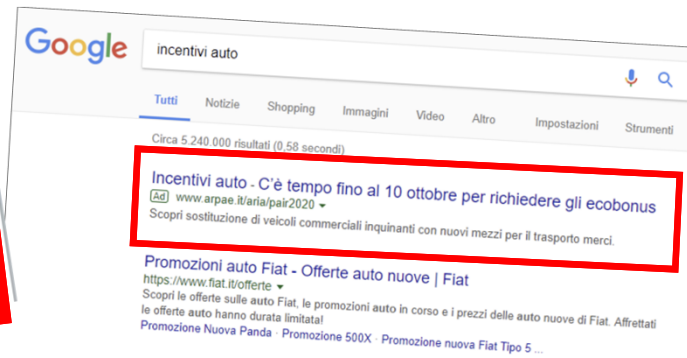 Google
incentivi auto
Tutti Notizie Shopping Immagini Video Altro Impostazioni Strumenti
Circa 5.240.000 risultati (0,58 secondi)
Incentivi auto - C'è tempo fino al 10 ottobre per richiedere gli ecobonus
Ad www.arpae.it/aria/pair2020
Scopri sostituzione di veicoli commerciali inquinanti con nuovi mezzi per il trasporto merci.
Promozioni auto Fiat - Offerte auto nuove | Fiat
https://www.fiat.it/offerte
Scopri le offerte sulle auto Fiat, le promozioni auto in corso e i prezzi delle auto nuove di Fiat. Affrettati
le offerte auto hanno durata limitata!
Promozione Nuova Panda · Promozione 500X · Promozione nuova Fiat Tipo 5 ...